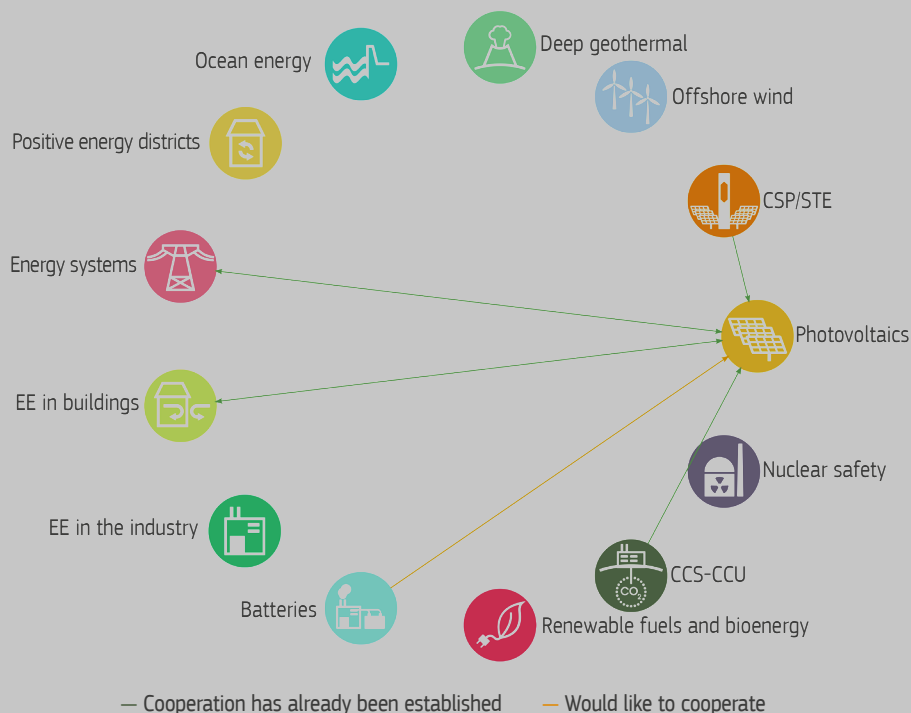 Deep geothermal
Ocean energy
Offshore wind
Positive energy districts
CSP/STE
Energy systems
Photovoltaics
EE in buildings
Nuclear safety
EE in the industry
CCS-CCU
CO2
Batteries
Renewable fuels and bioenergy
Cooperation has already been established
Would like to cooperate